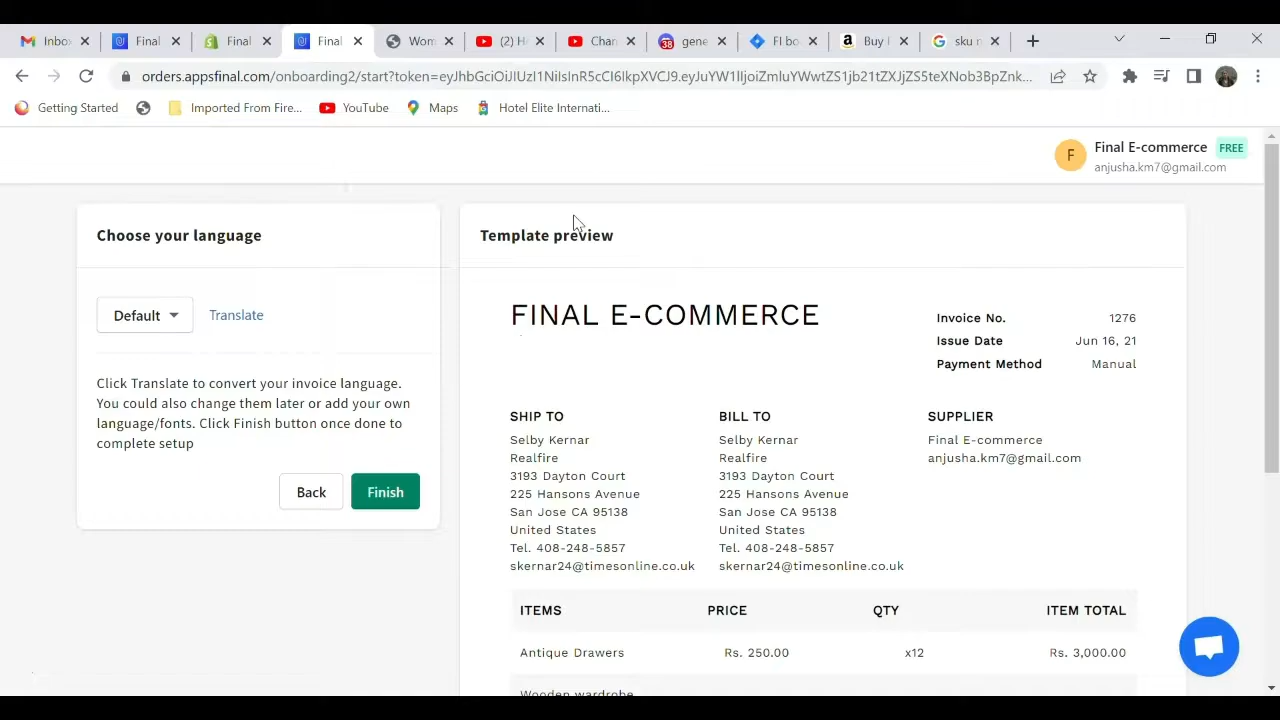 Inbox
Final
Final
Final
Wom
(2) H
Chan
gene
FI bo
Buy l
sku n
orders.appsfinal.com/onboarding2/start?token=eyJhbGciOiJIUzI1NiIsInR5cCI6IkpXVCJ9.eyJuYW1lIjoiZmluYWwtZS1jb21tZXJjZS5teXNob3BpZnk...
Getting Started
Imported From Fire...
YouTube
Maps
Hotel Elite Internati...
F
Final E-commerce FREE
anjusha.km7@gmail.com
Choose your language
Default
Translate
Click Translate to convert your invoice language.
You could also change them later or add your own
language/fonts. Click Finish button once done to
complete setup
Back
Finish
Template preview
FINAL E-COMMERCE
Invoice No. 1276
Issue Date Jun 16, 21
Payment Method Manual
SHIP TO
Selby Kernar
Realfire
3193 Dayton Court
225 Hansons Avenue
San Jose CA 95138
United States
Tel. 408-248-5857
skernar24@timesonline.co.uk
BILL TO
Selby Kernar
Realfire
3193 Dayton Court
225 Hansons Avenue
San Jose CA 95138
United States
Tel. 408-248-5857
skernar24@timesonline.co.uk
SUPPLIER
Final E-commerce
anjusha.km7@gmail.com
ITEMS PRICE QTY ITEM TOTAL
Antique Drawers Rs. 250.00 x12 Rs. 3,000.00
Wooden wardrobe